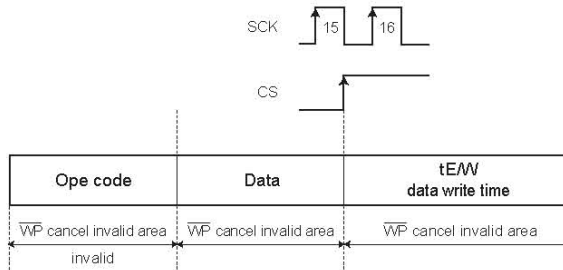 SCK
15
16
CS
Ope code
Data
tE/W
data write time
WP cancel invalid area
WP cancel invalid area
WP cancel invalid area
invalid